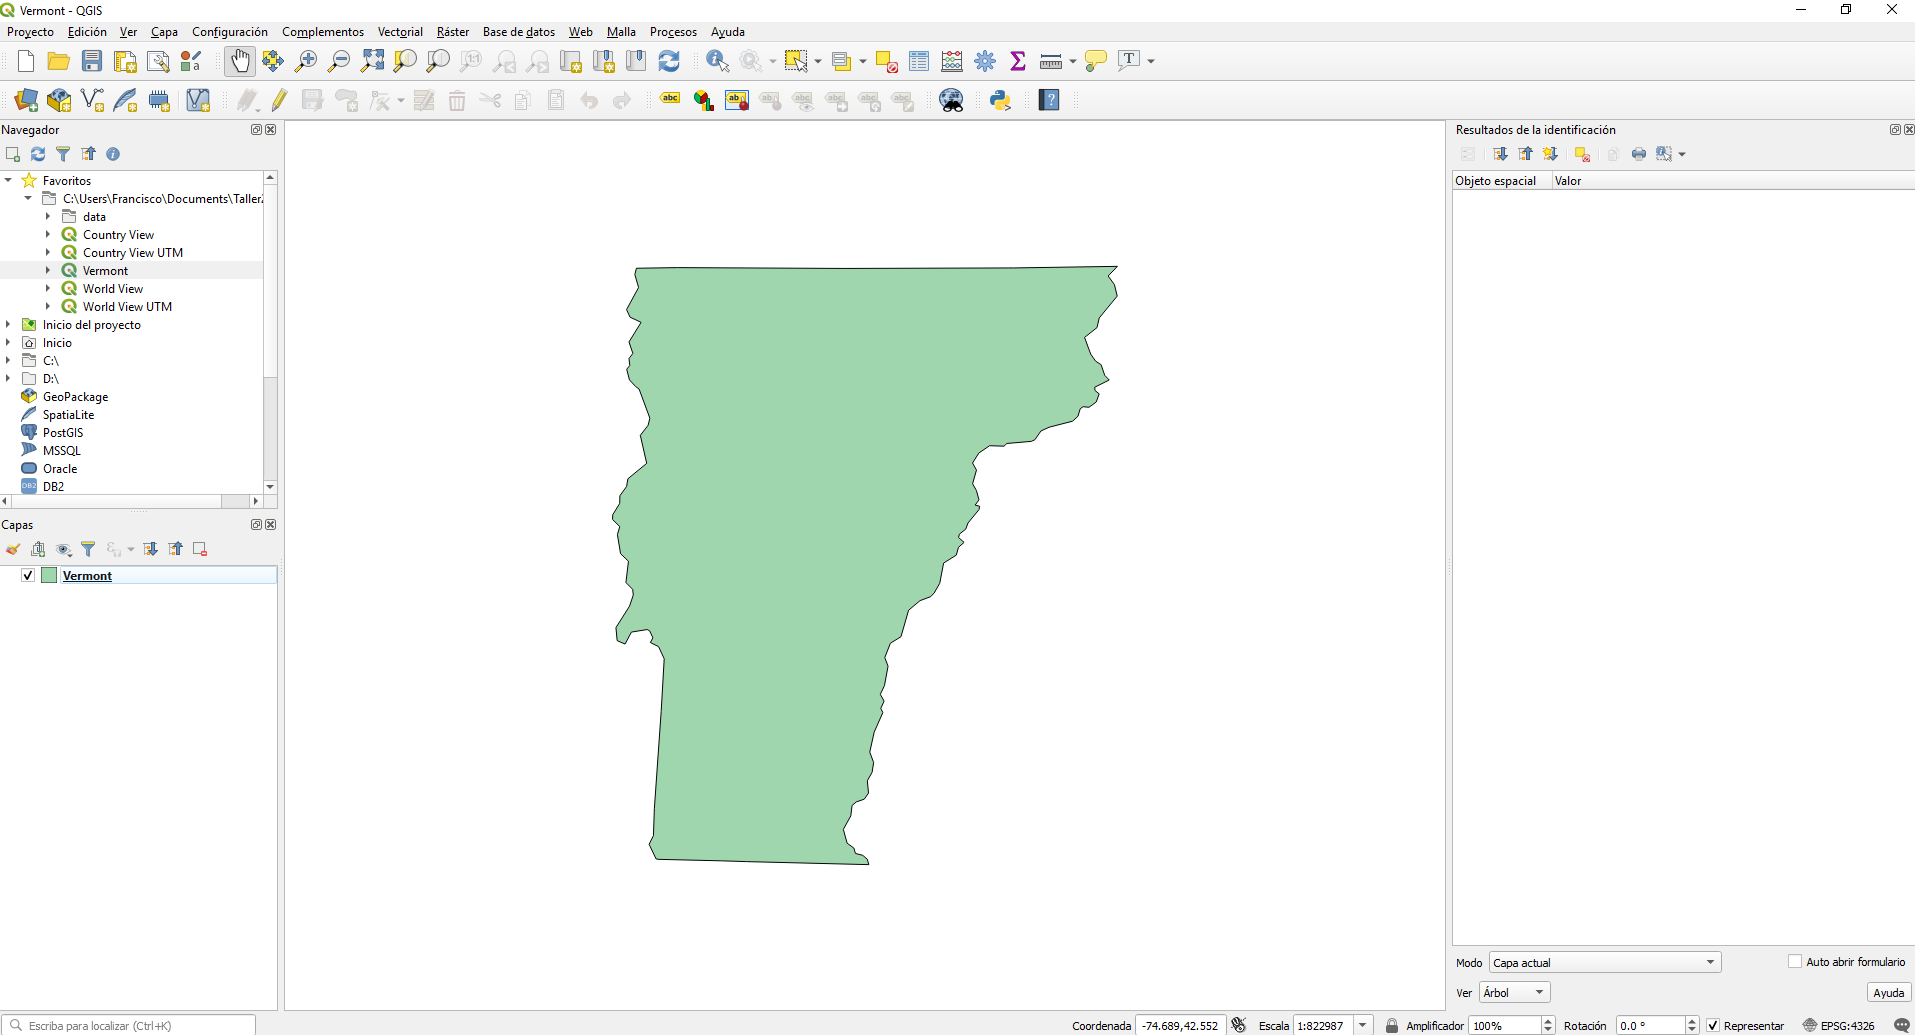 Vermont - QGIS
Proyecto Edición Ver Capa Configuración Complementos Vectorial Ráster Base de datos Web Malla Procesos Ayuda
Navegador
Favoritos
C:\Users\Francisco\Documents\Taller
data
Country View
Country View UTM
Vermont
World View
World View UTM
Inicio del proyecto
Inicio
C:\
D:\
GeoPackage
SpatiaLite
PostGIS
MSSQL
Oracle
DB2
Capas
Vermont
Resultados de la identificación
Objeto espacial Valor
Modo Capa actual Auto abrir formulario
Ver Árbol Ayuda
Escriba para localizar (Ctrl+K) Coordenada -74.689,42.552 Escala 1:822987 Amplificador 100% Rotación 0.0 ° Representar EPSG:4326